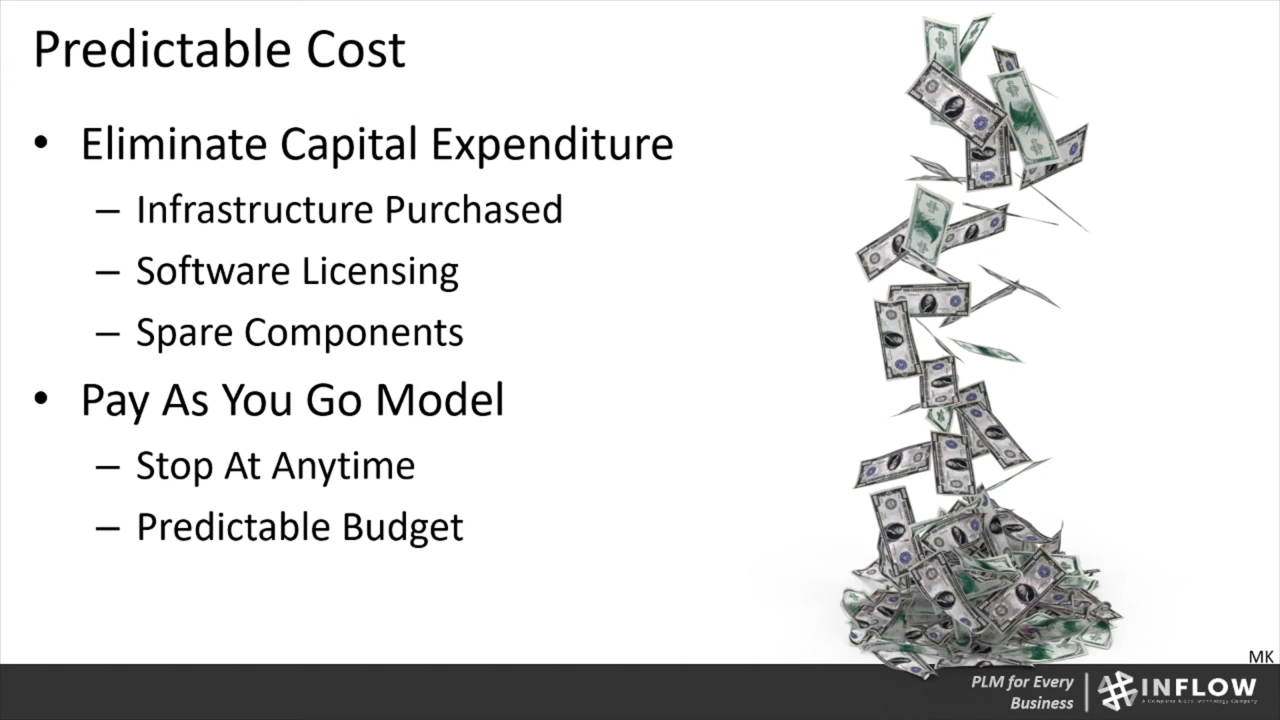 Predictable Cost
• Eliminate Capital Expenditure
– Infrastructure Purchased
– Software Licensing
– Spare Components
• Pay As You Go Model
– Stop At Anytime
– Predictable Budget
MK
PLM for Every
Business
INFLOW